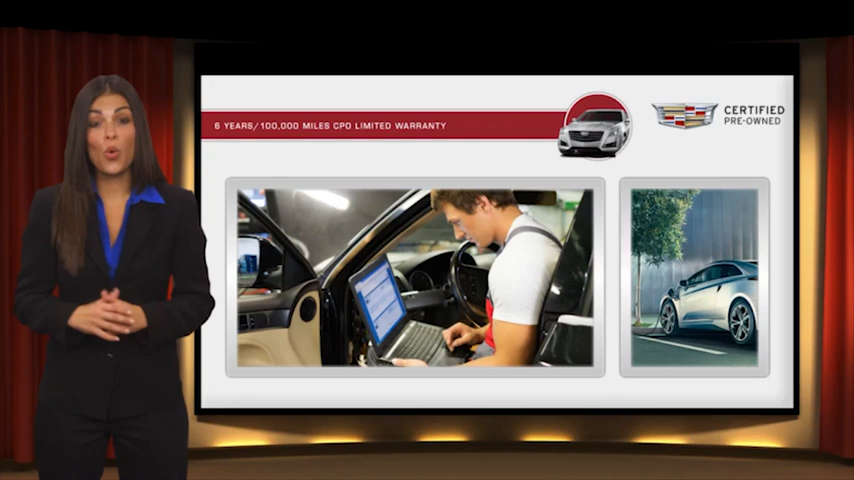 6 YEARS/100,000 MILES CPO LIMITED WARRANTY
CERTIFIED
PRE-OWNED